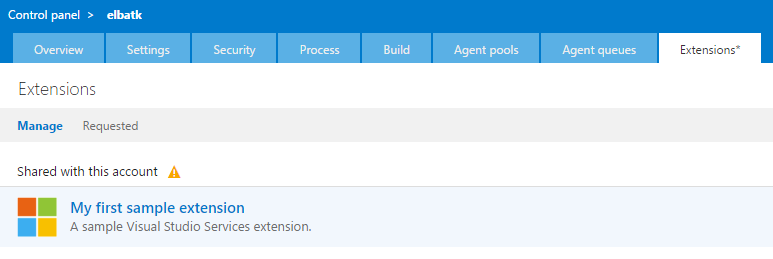 Control panel > elbatk
Overview Settings Security Process Build Agent pools Agent queues Extensions*
Extensions
Manage Requested
Shared with this account
My first sample extension
A sample Visual Studio Services extension.